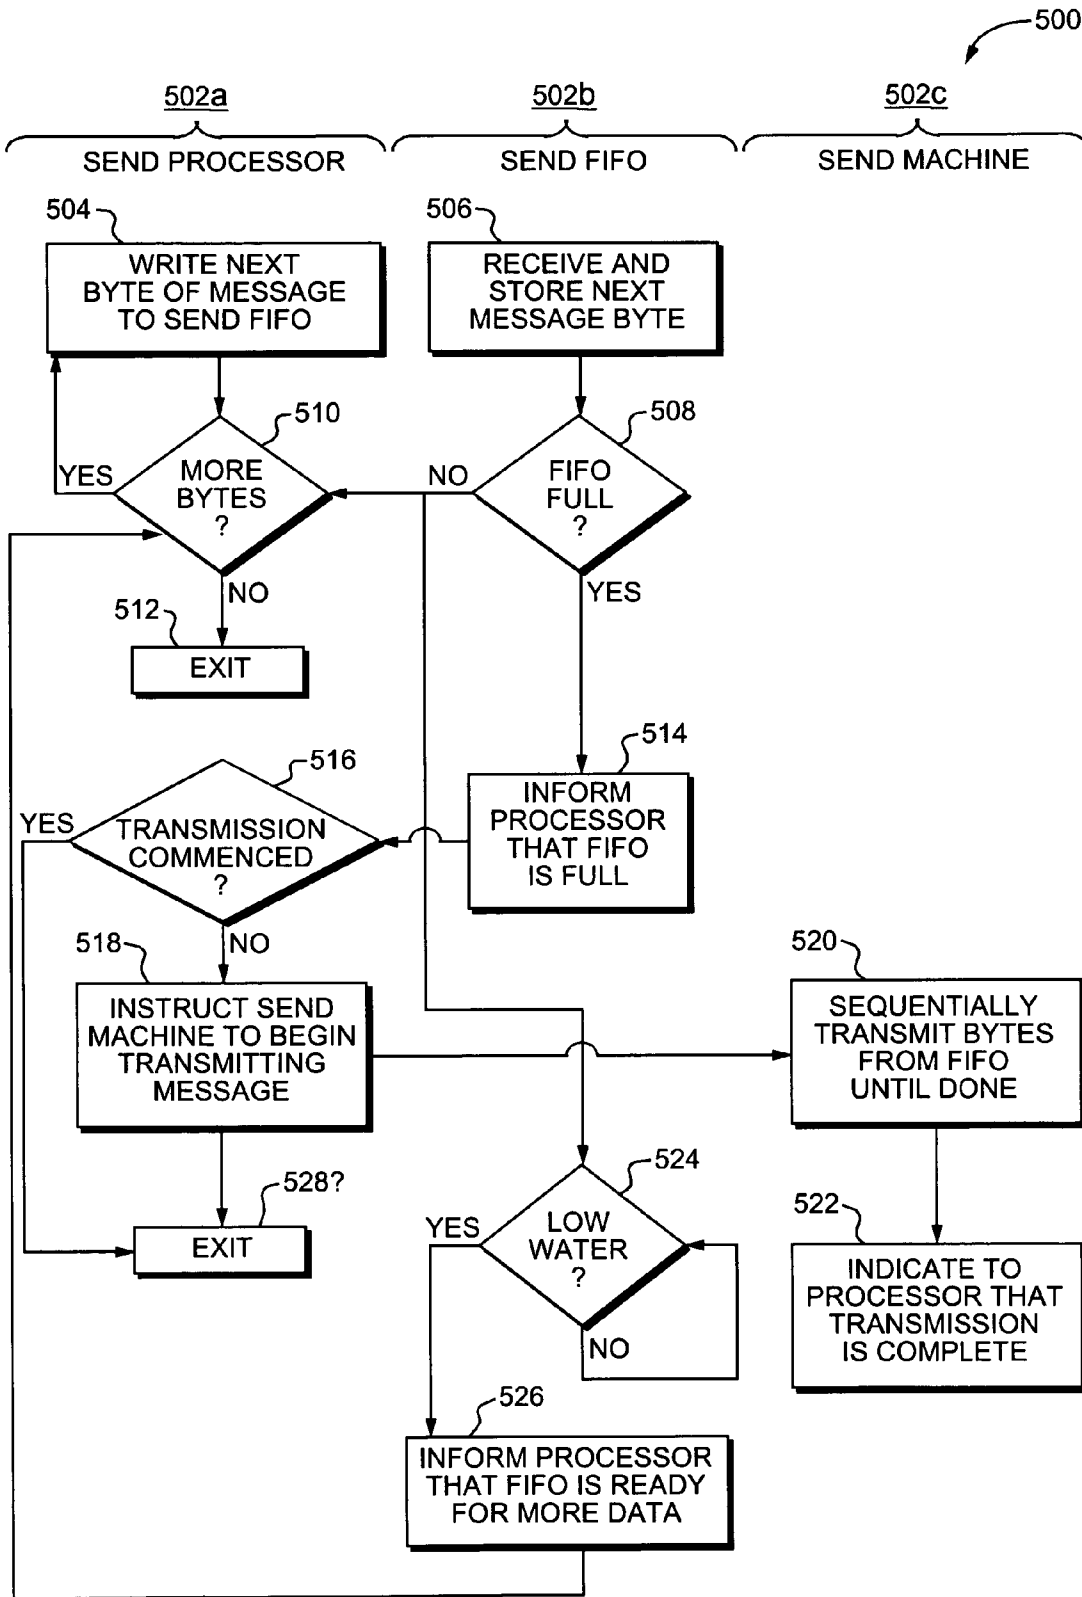 500
502a
502b
502c
SEND PROCESSOR
SEND FIFO
SEND MACHINE
504
WRITE NEXT
BYTE OF MESSAGE
TO SEND FIFO
506
RECEIVE AND
STORE NEXT
MESSAGE BYTE
510
MORE
BYTES
?
YES
NO
508
FIFO
FULL
?
NO
YES
512
EXIT
514
INFORM
PROCESSOR
THAT FIFO
IS FULL
516
TRANSMISSION
COMMENCED
?
YES
NO
518
INSTRUCT SEND
MACHINE TO BEGIN
TRANSMITTING
MESSAGE
520
SEQUENTIALLY
TRANSMIT BYTES
FROM FIFO
UNTIL DONE
528?
EXIT
524
LOW
WATER
?
YES
NO
522
INDICATE TO
PROCESSOR THAT
TRANSMISSION
IS COMPLETE
526
INFORM PROCESSOR
THAT FIFO IS READY
FOR MORE DATA